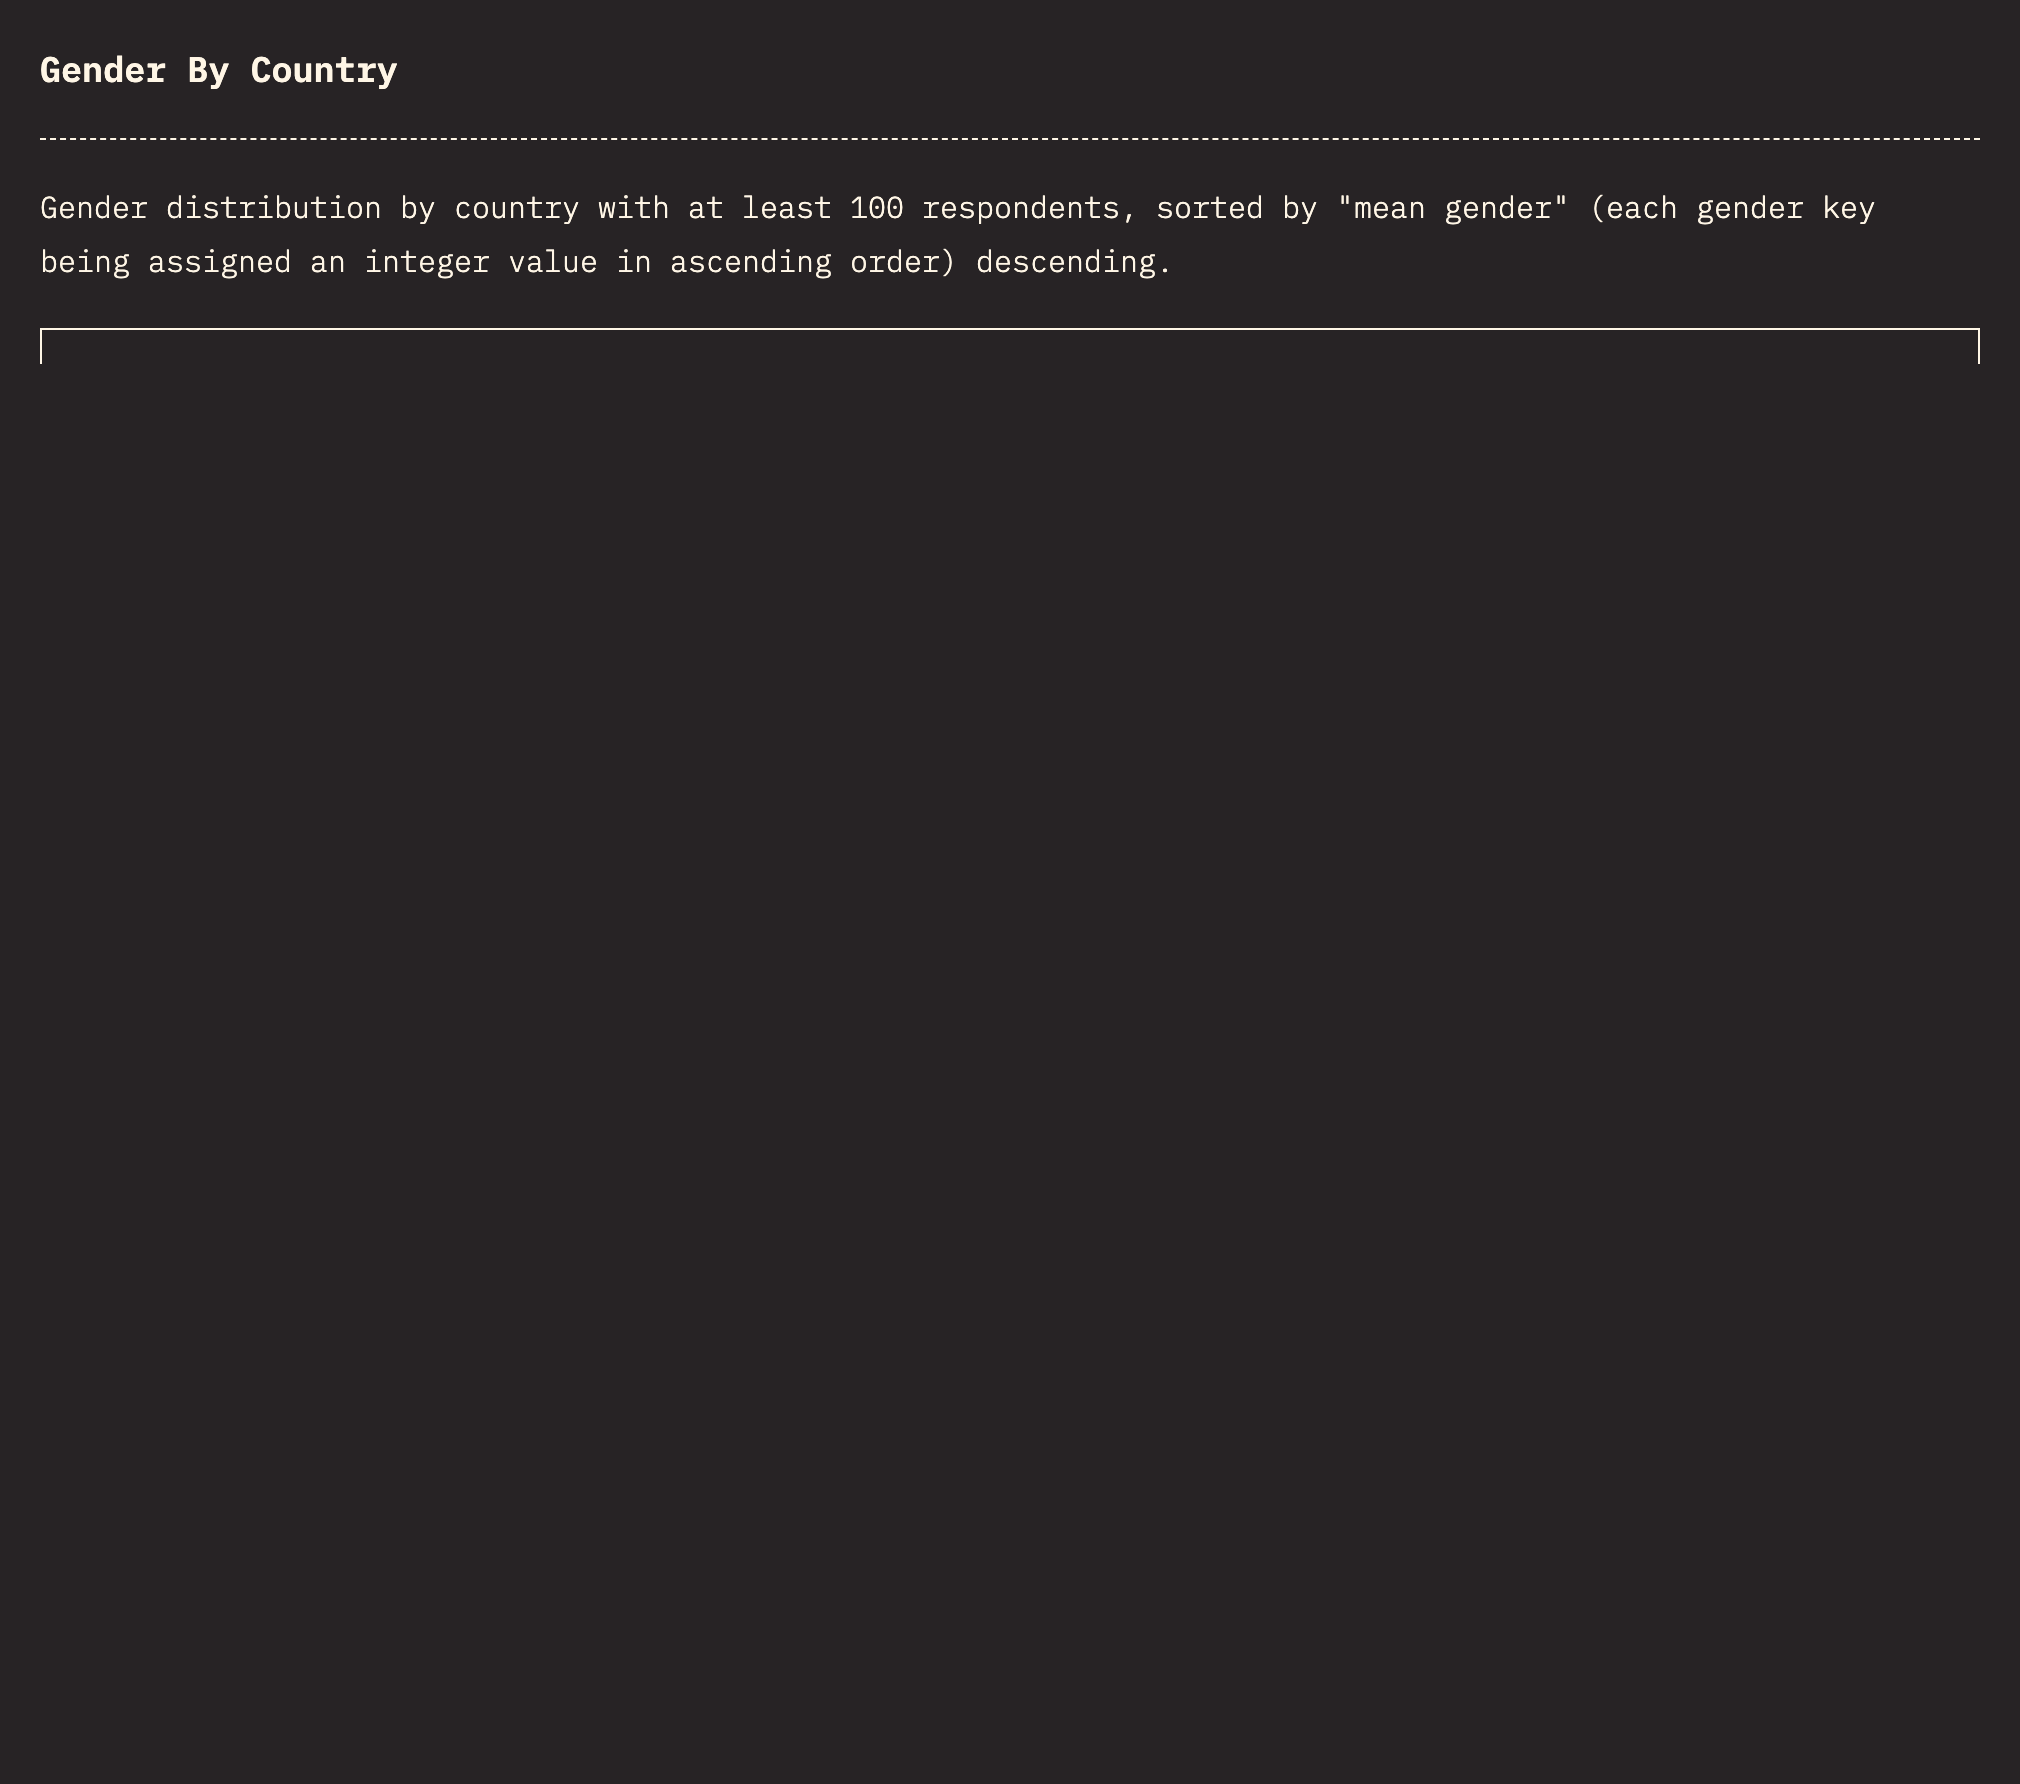 Gender By Country
Gender distribution by country with at least 100 respondents, sorted by "mean gender" (each gender key
being assigned an integer value in ascending order) descending.